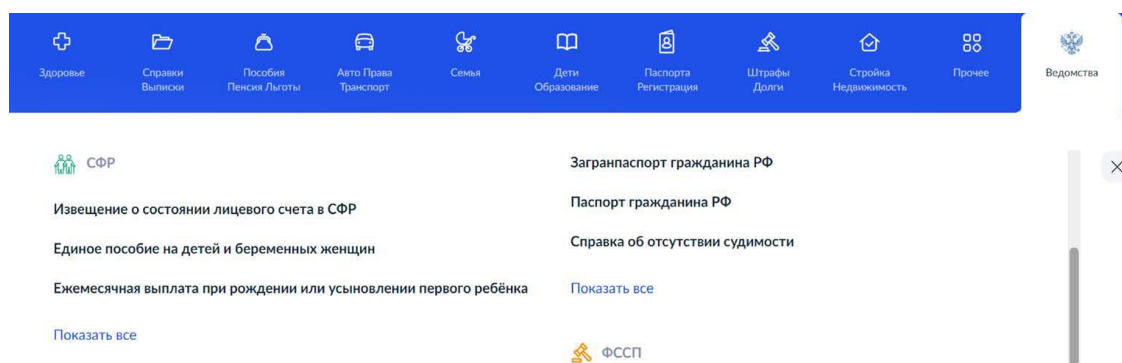 Здоровье
Справки
Выписки
Пособия
Пенсия Льготы
Авто Права
Транспорт
Семья
Дети
Образование
Паспорта
Регистрация
Штрафы
Долги
Стройка
Недвижимость
Прочее
Ведомства
СФР
Извещение о состоянии лицевого счета в СФР
Единое пособие на детей и беременных женщин
Ежемесячная выплата при рождении или усыновлении первого ребёнка
Показать все
Загранпаспорт гражданина РФ
Паспорт гражданина РФ
Справка об отсутствии судимости
Показать все
ФССП